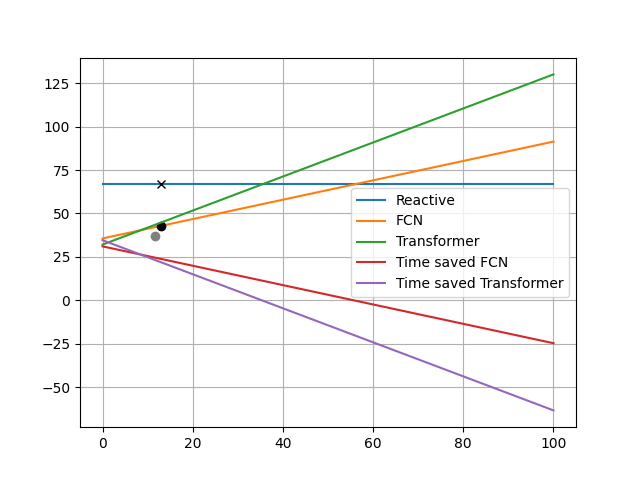 125
100
75
50
25
0
−25
−50
0 20 40 60 80 100
Reactive
FCN
Transformer
Time saved FCN
Time saved Transformer